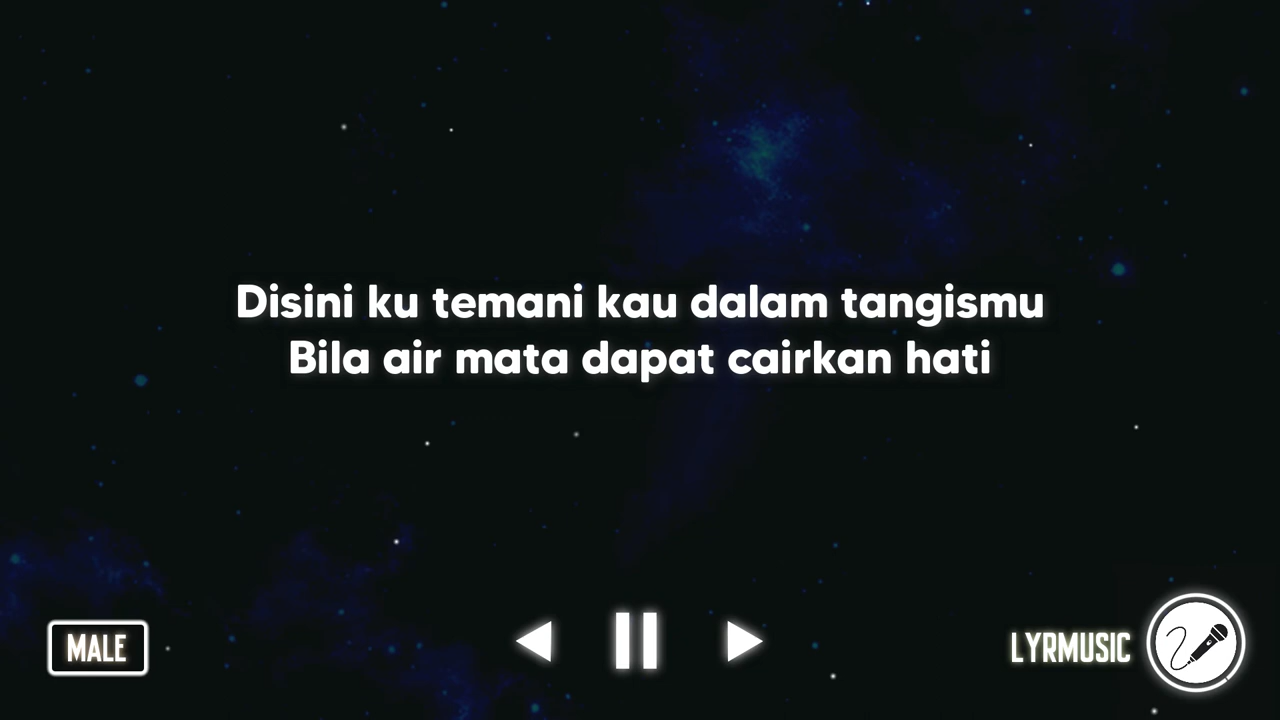 Disini ku temani kau dalam tangismu
Bila air mata dapat cairkan hati
MALE
LYRMUSIC